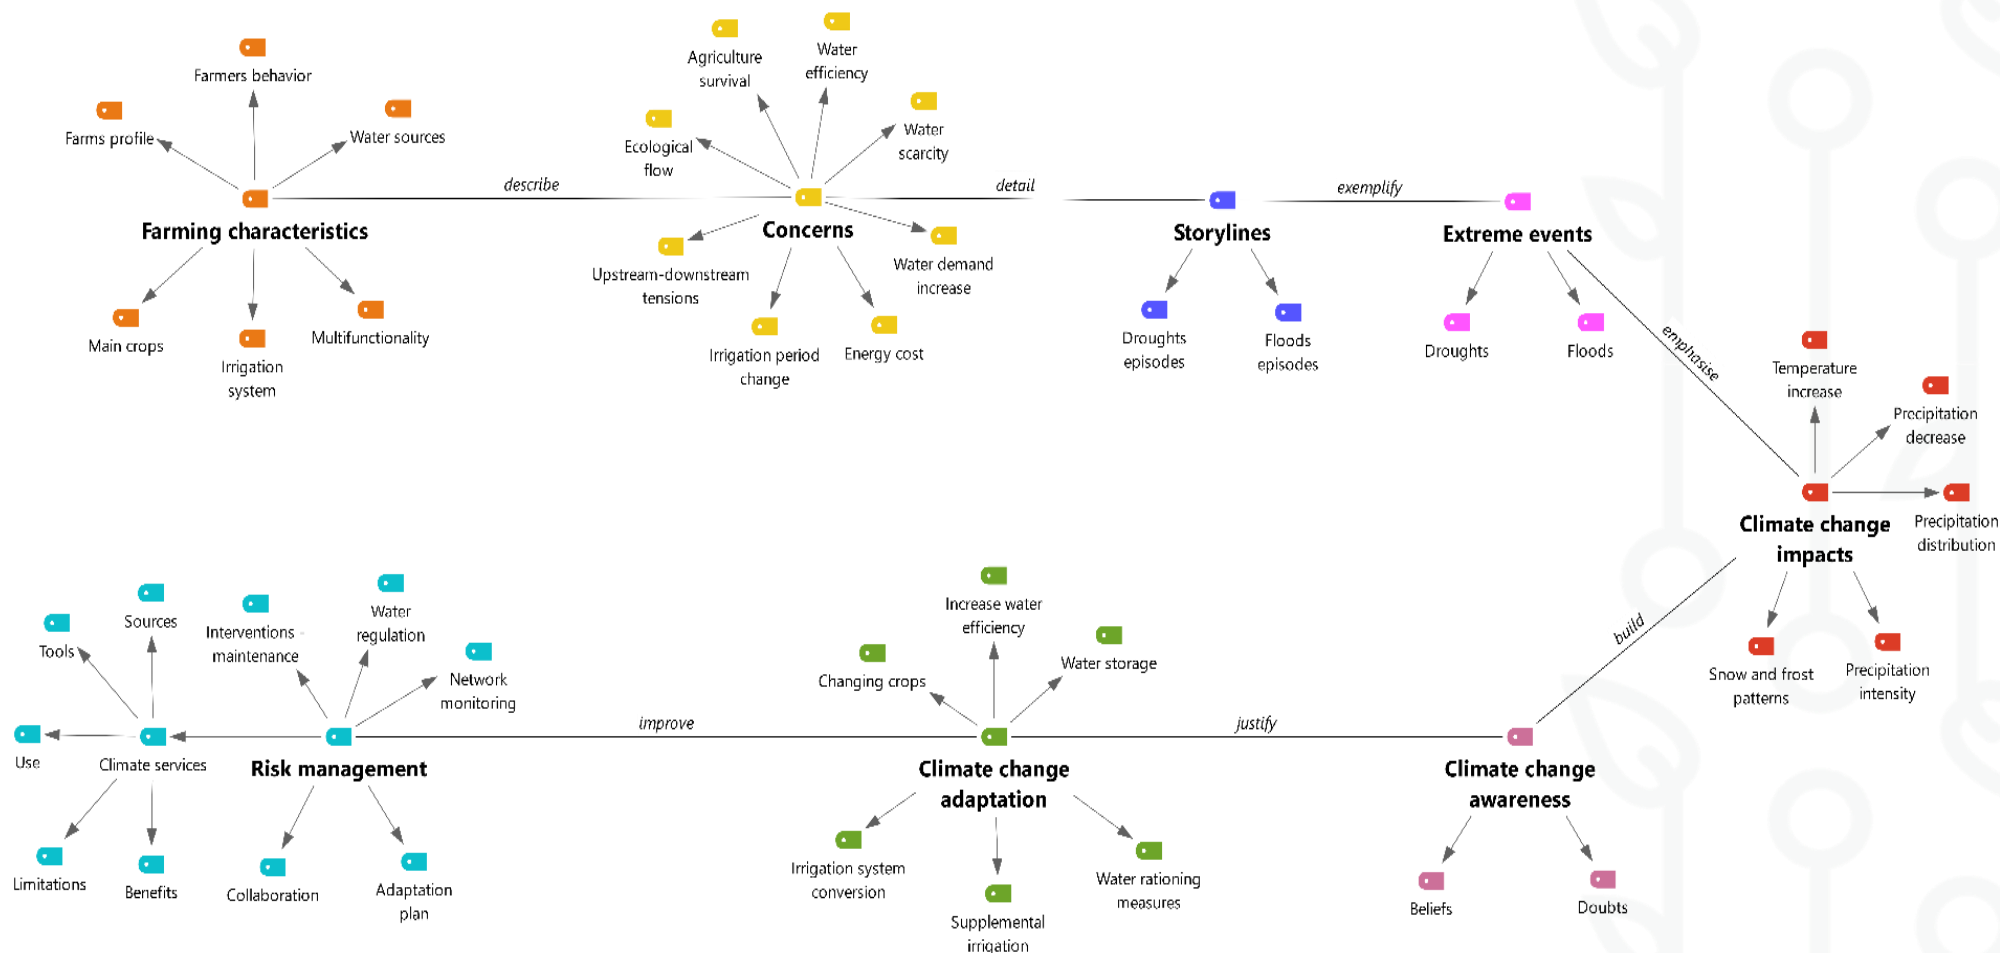 Farmers behavior
Farms profile
Water sources
Farming characteristics
Main crops
Irrigation
system
Multifunctionality
describe
Agriculture
survival
Water
efficiency
Ecological
flow
Water
scarcity
Concerns
Upstream-downstream
tensions
Water demand
increase
Irrigation period
change
Energy cost
detail
Storylines
Droughts
episodes
Floods
episodes
exemplify
Extreme events
Droughts
Floods
emphasise
Temperature
increase
Precipitation
decrease
Precipitation
distribution
Climate change
impacts
Snow and frost
patterns
Precipitation
intensity
build
Climate change
awareness
Beliefs
Doubts
justify
Increase water
efficiency
Changing crops
Water storage
Climate change
adaptation
Irrigation system
conversion
Supplemental
irrigation
Water rationing
measures
improve
Interventions -
maintenance
Water
regulation
Network
monitoring
Risk management
Collaboration
Adaptation
plan
Sources
Tools
Use
Climate services
Limitations
Benefits